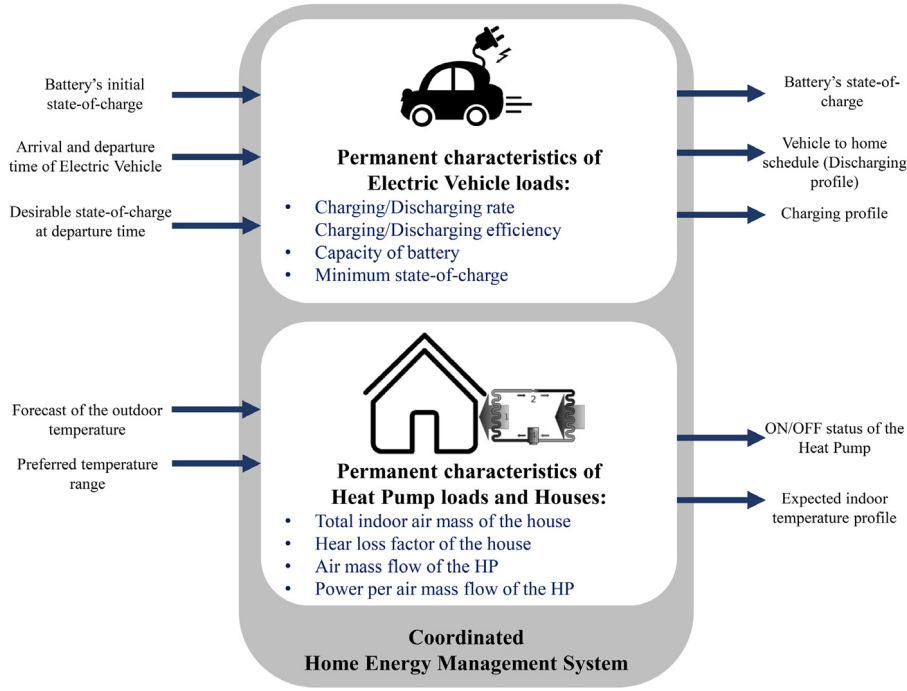 Battery's initial
state-of-charge
Arrival and departure
time of Electric Vehicle
Desirable state-of-charge
at departure time
Permanent characteristics of
Electric Vehicle loads:
• Charging/Discharging rate
Charging/Discharging efficiency
• Capacity of battery
• Minimum state-of-charge
Battery's state-of-
charge
Vehicle to home
schedule (Discharging
profile)
Charging profile
Forecast of the outdoor
temperature
Preferred temperature
range
1
2
Permanent characteristics of
Heat Pump loads and Houses:
• Total indoor air mass of the house
• Hear loss factor of the house
• Air mass flow of the HP
• Power per air mass flow of the HP
ON/OFF status of the
Heat Pump
Expected indoor
temperature profile
Coordinated
Home Energy Management System